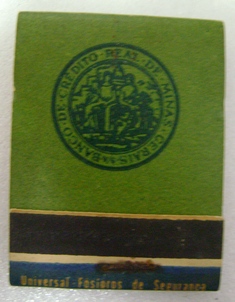 BANCO DE CREDITO REAL DE MINAS GERAIS S/A
Universal Fosforos de Segurança